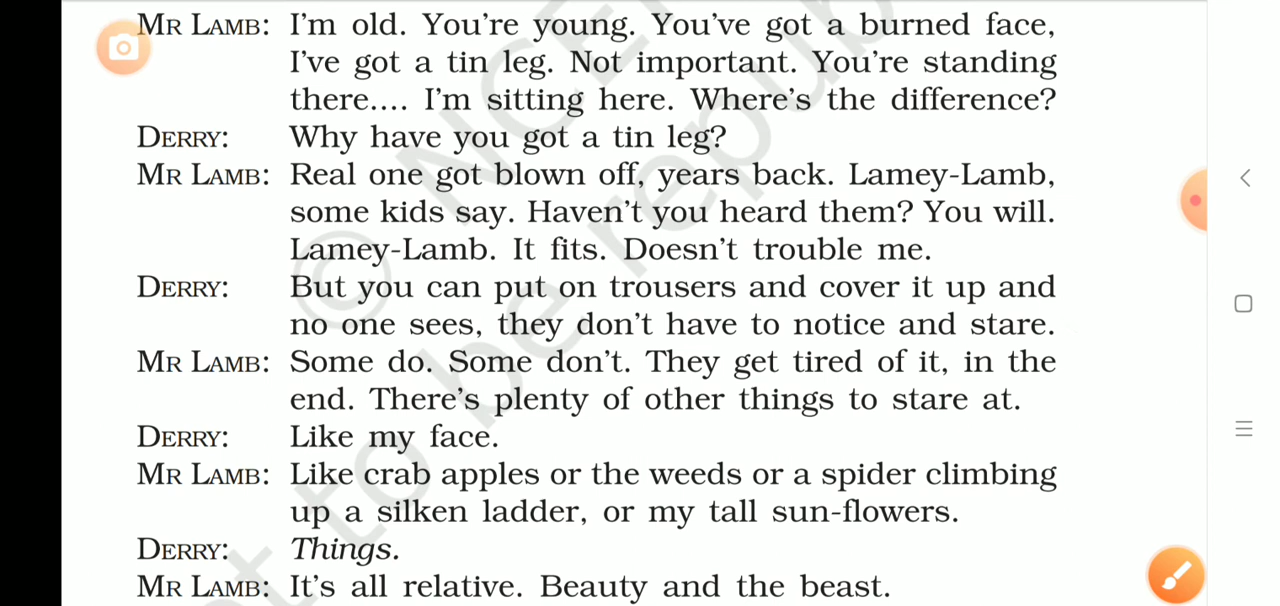 MR LAMB: I'm old. You're young. You've got a burned face,
I've got a tin leg. Not important. You're standing
there.... I'm sitting here. Where's the difference?
DERRY: Why have you got a tin leg?
MR LAMB: Real one got blown off, years back. Lamey-Lamb,
some kids say. Haven't you heard them? You will.
Lamey-Lamb. It fits. Doesn't trouble me.
DERRY: But you can put on trousers and cover it up and
no one sees, they don't have to notice and stare.
MR LAMB: Some do. Some don't. They get tired of it, in the
end. There's plenty of other things to stare at.
DERRY: Like my face.
MR LAMB: Like crab apples or the weeds or a spider climbing
up a silken ladder, or my tall sun-flowers.
DERRY: Things.
MR LAMB: It's all relative. Beauty and the beast.